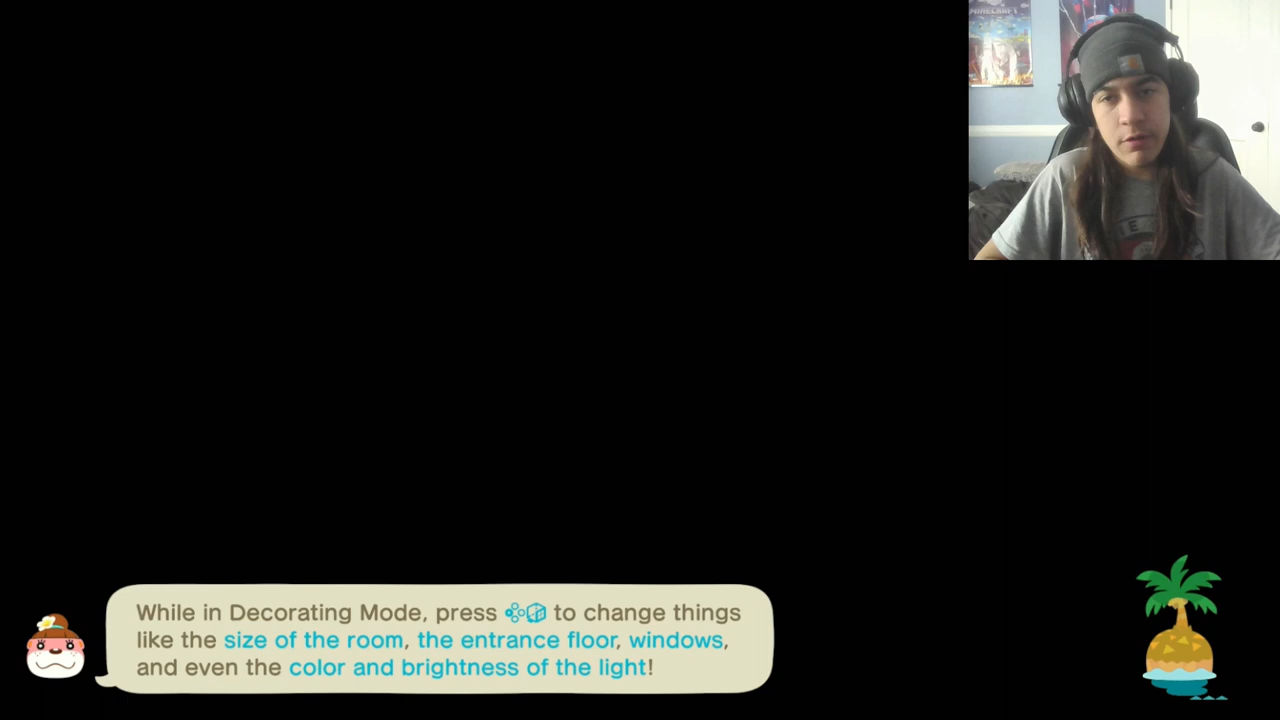 MINECRAFT
While in Decorating Mode, press to change things
like the size of the room, the entrance floor, windows,
and even the color and brightness of the light!